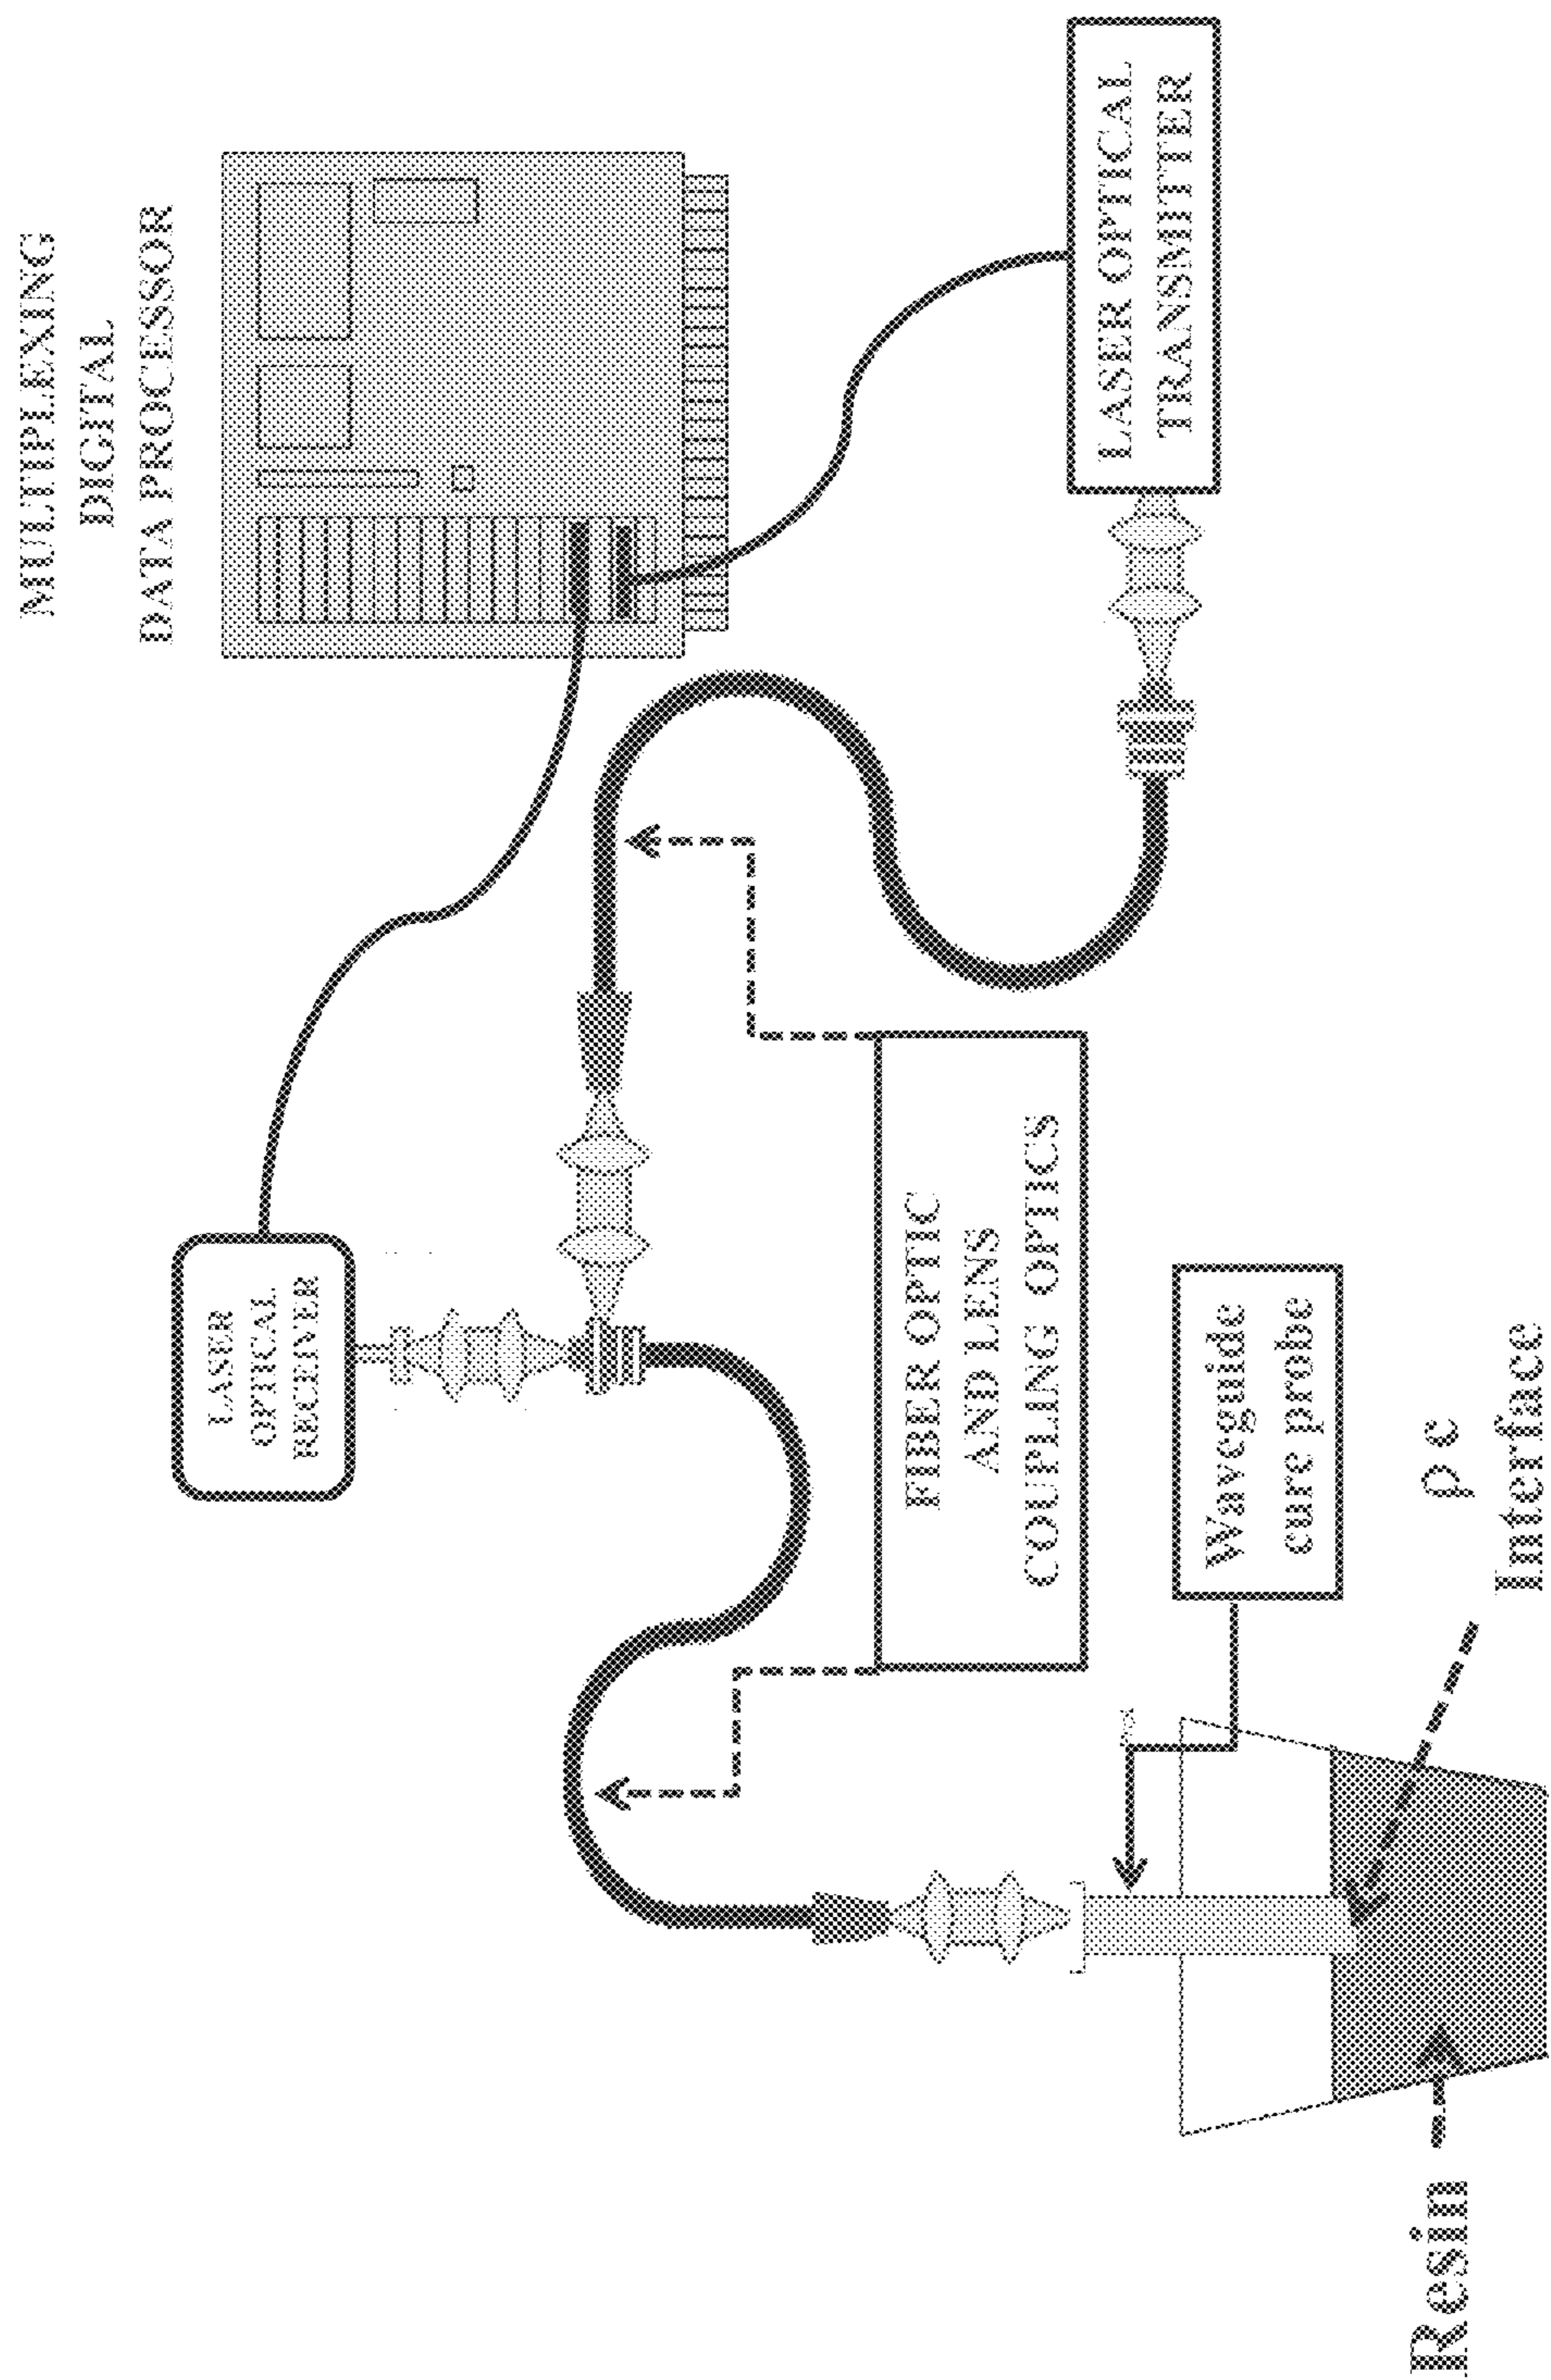 MULTIPLEXING
DIGITAL
DATA PROCESSOR
LASER
OPTICAL
RECEIVER
LASER OPTICAL
TRANSMITTER
FIBER OPTIC
AND LENS
COUPLING OPTICS
Waveguide
cure probe
ρ c
Interface
Resin